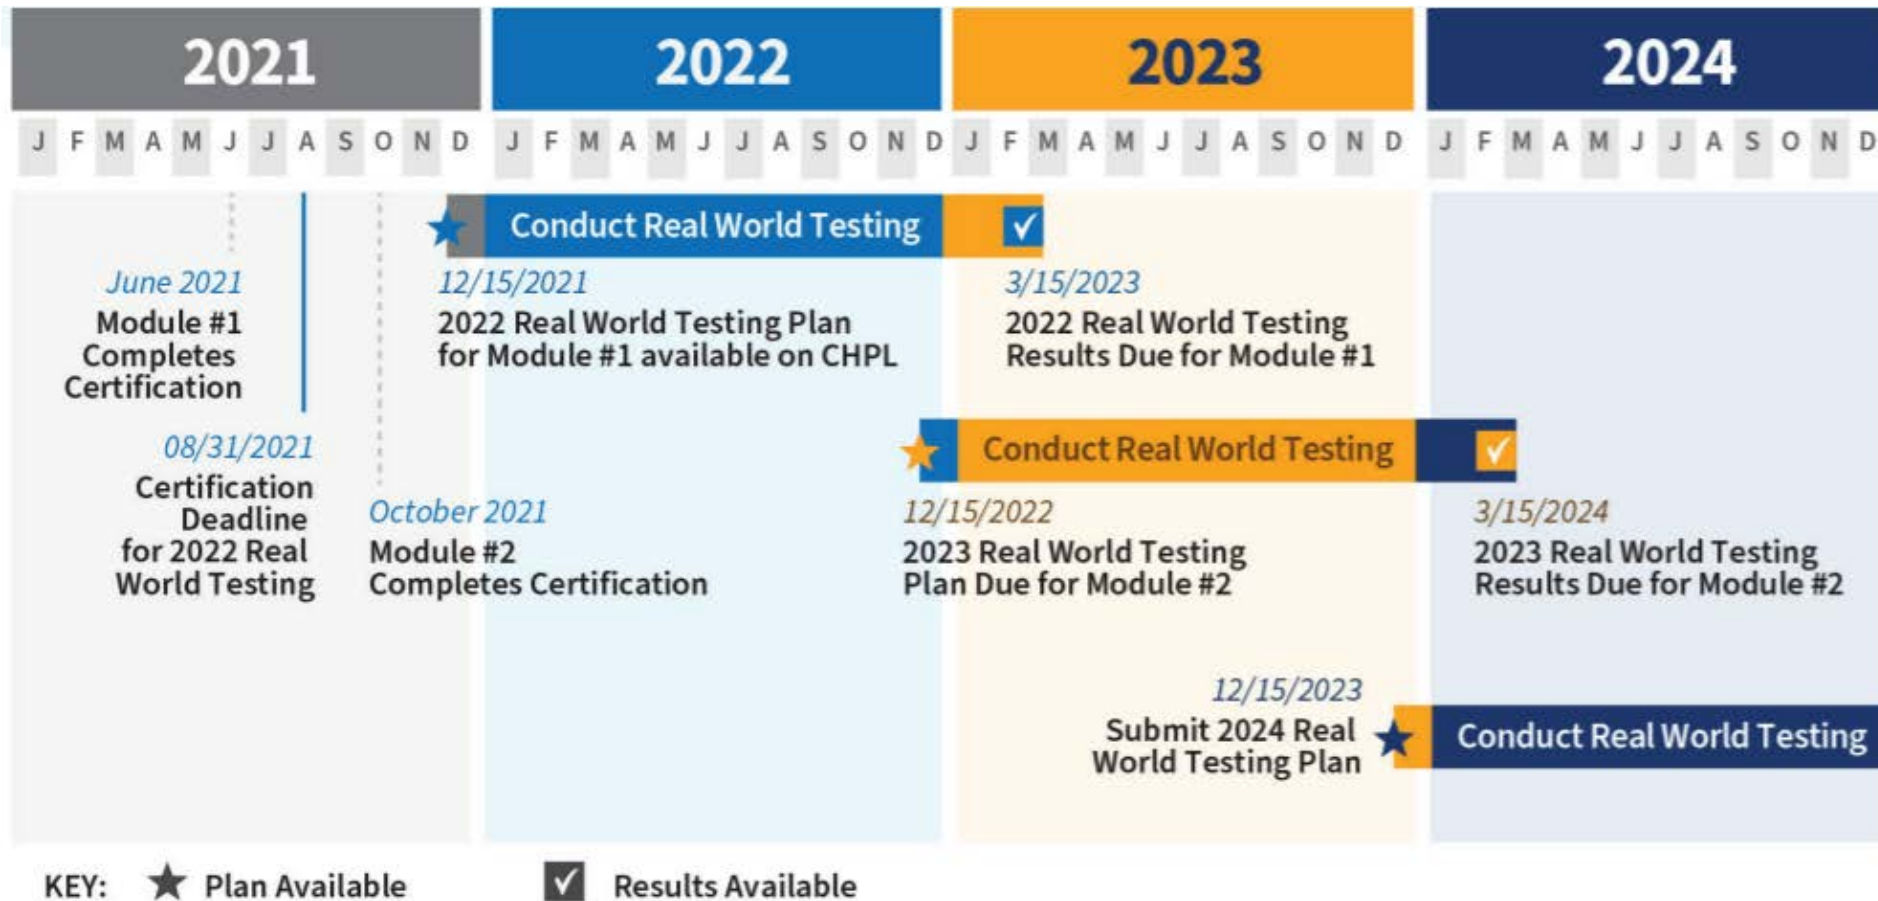 2021
2022
2023
2024
J F M A M J J A S O N D
J F M A M J J A S O N D
J F M A M J J A S O N D
J F M A M J J A S O N D
Conduct Real World Testing
June 2021
Module #1
Completes
Certification
12/15/2021
2022 Real World Testing Plan
for Module #1 available on CHPL
3/15/2023
2022 Real World Testing
Results Due for Module #1
08/31/2021
Certification
Deadline
for 2022 Real
World Testing
October 2021
Module #2
Completes Certification
Conduct Real World Testing
12/15/2022
2023 Real World Testing
Plan Due for Module #2
3/15/2024
2023 Real World Testing
Results Due for Module #2
12/15/2023
Submit 2024 Real
World Testing Plan
Conduct Real World Testing
KEY: Plan Available Results Available